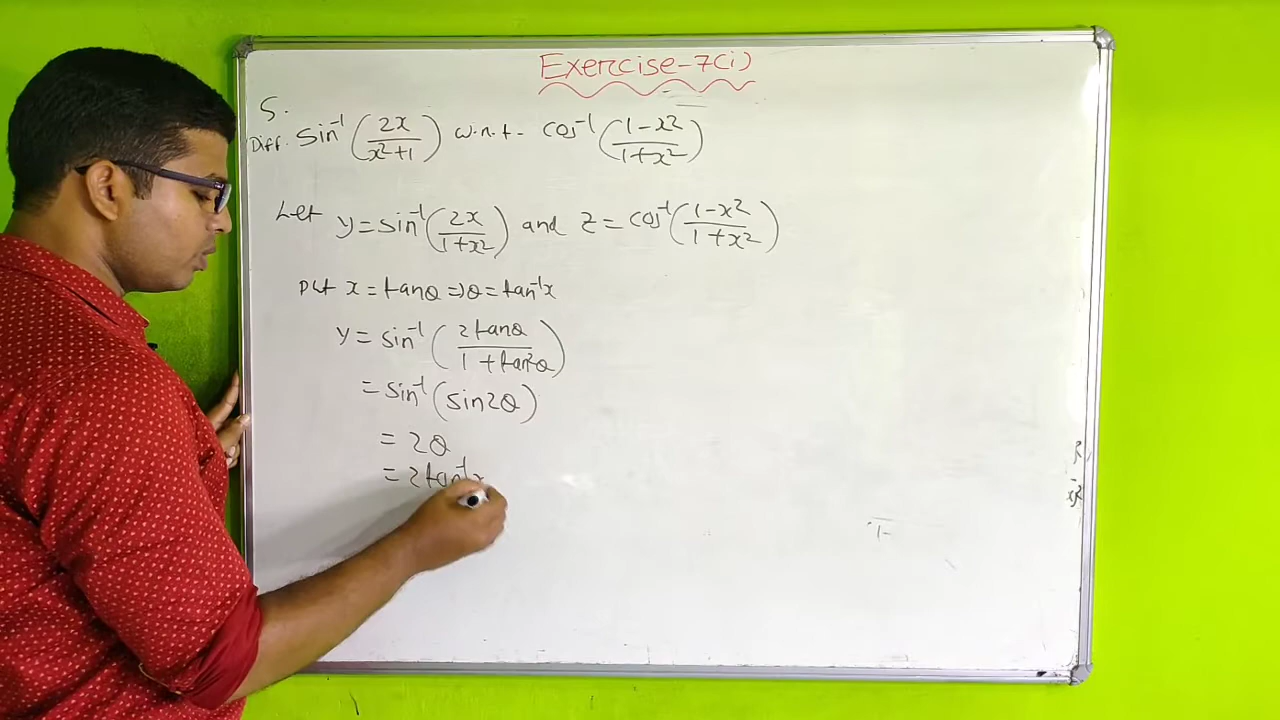 Exercise-7(i)
5.
Diff. sin⁻¹(2x/x²+1) w.r.t. cos⁻¹(1-x²/1+x²)
Let y=sin⁻¹(2x/1+x²) and z=cos⁻¹(1-x²/1+x²)
Put x=tanθ⇒θ=tan⁻¹x
y=sin⁻¹(2tanθ/1+tan²θ)
=sin⁻¹(sin2θ)
=2θ
=2tan⁻¹x